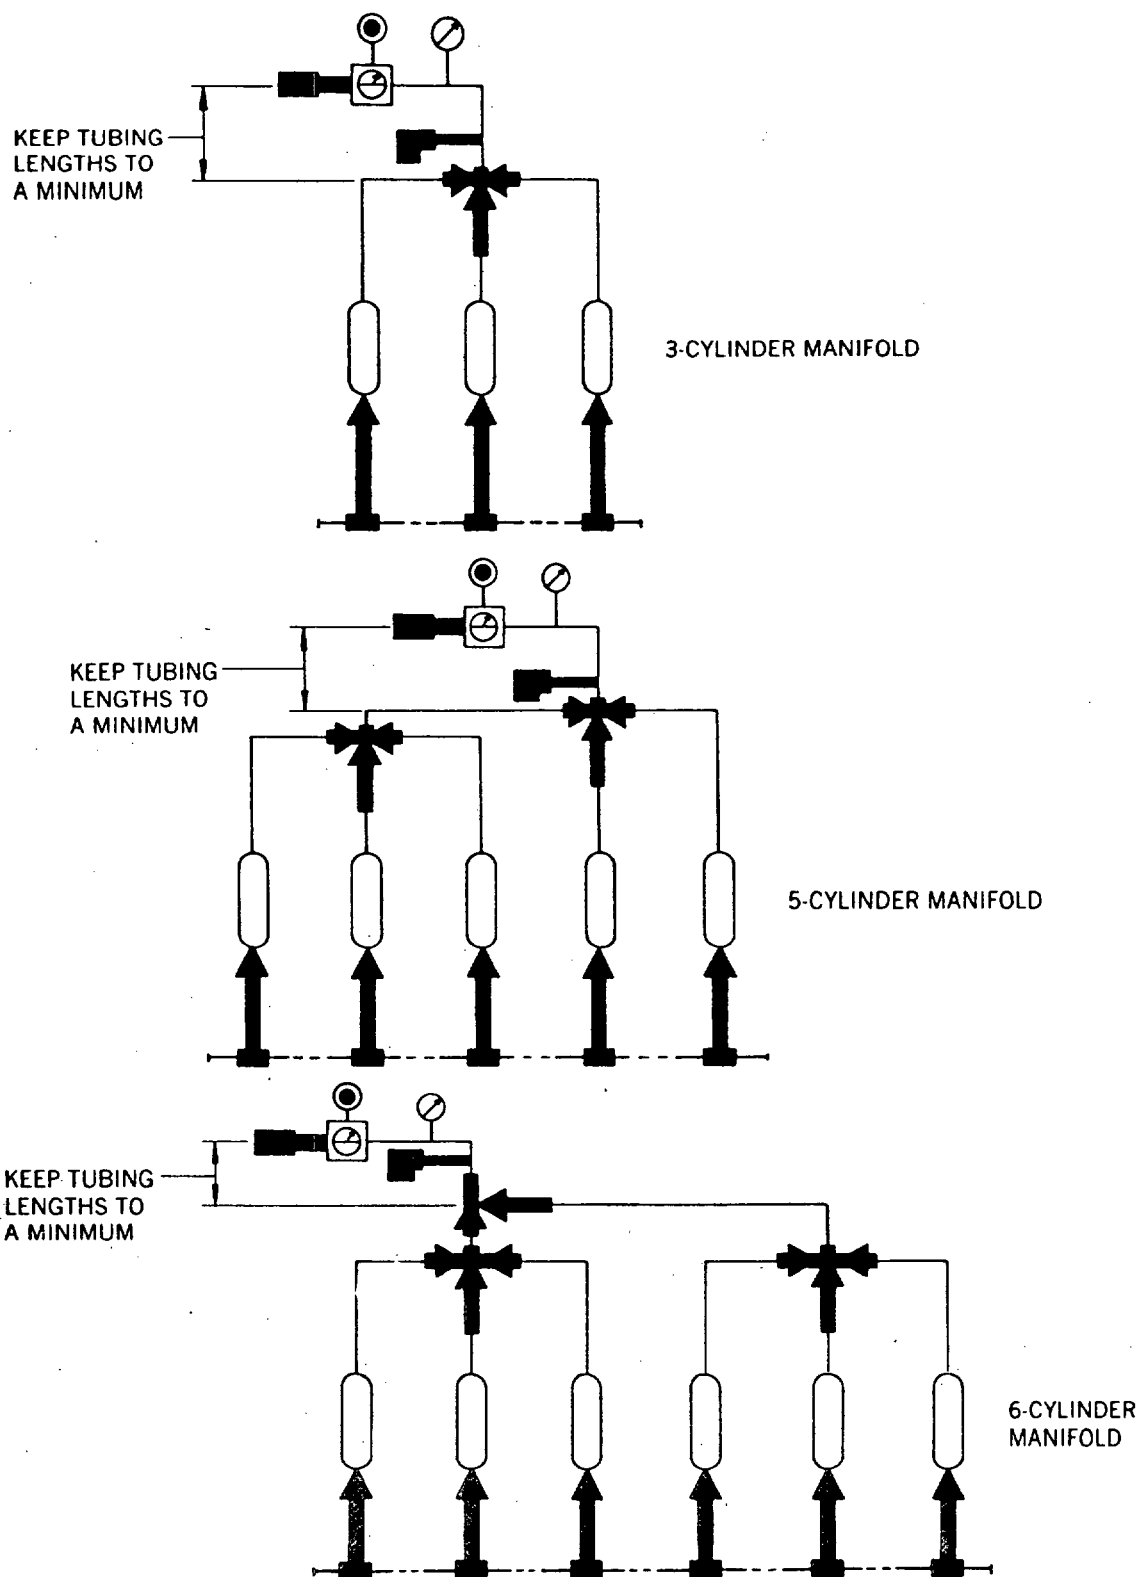 KEEP TUBING
LENGTHS TO
A MINIMUM
3-CYLINDER MANIFOLD
KEEP TUBING
LENGTHS TO
A MINIMUM
5-CYLINDER MANIFOLD
KEEP TUBING
LENGTHS TO
A MINIMUM
6-CYLINDER
MANIFOLD